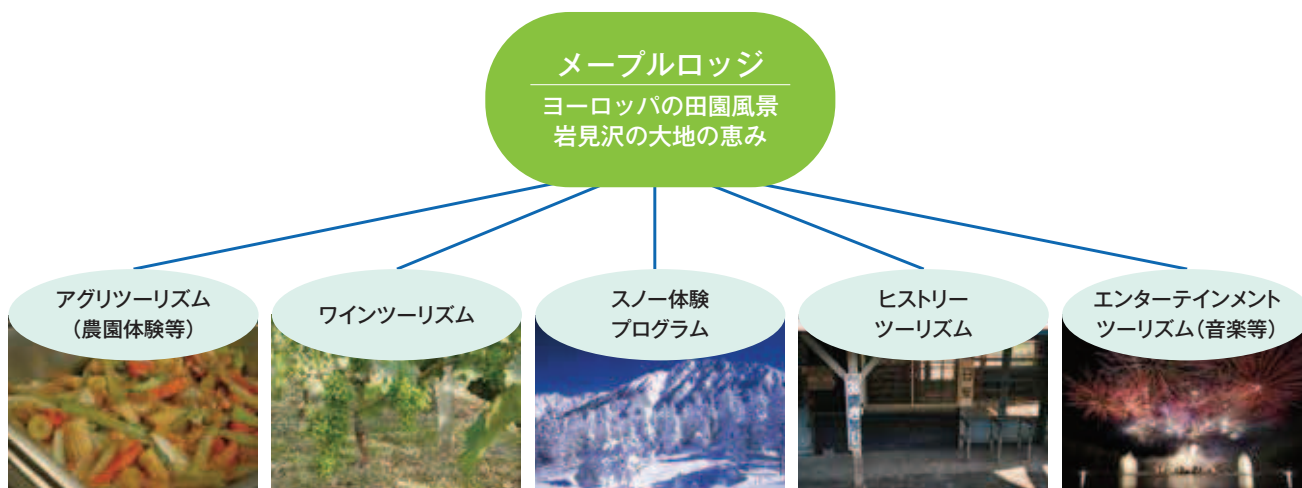 メープルロッジ
ヨーロッパの田園風景
岩見沢の大地の恵み
アグリツーリズム
（農園体験等）
ワインツーリズム
スノー体験
プログラム
ヒストリー
ツーリズム
エンターテインメント
ツーリズム（音楽等）